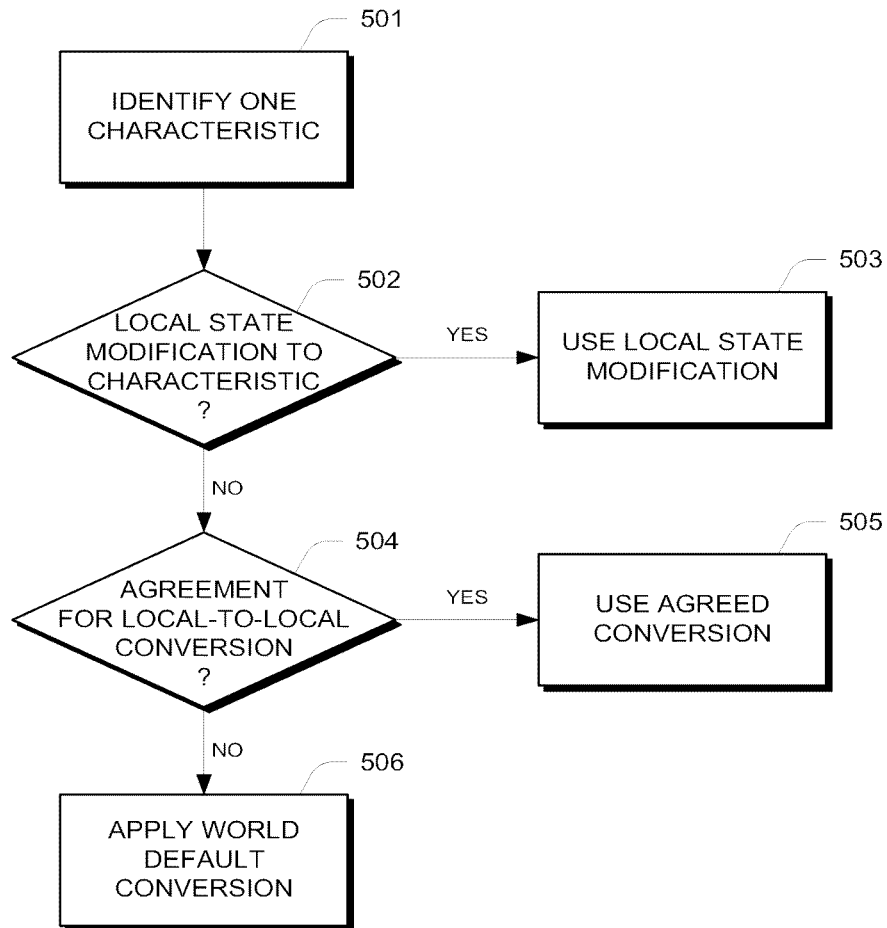 501
IDENTIFY ONE
CHARACTERISTIC
502
LOCAL STATE
MODIFICATION TO
CHARACTERISTIC
?
YES
503
USE LOCAL STATE
MODIFICATION
NO
504
AGREEMENT
FOR LOCAL-TO-LOCAL
CONVERSION
?
YES
505
USE AGREED
CONVERSION
NO
506
APPLY WORLD
DEFAULT
CONVERSION